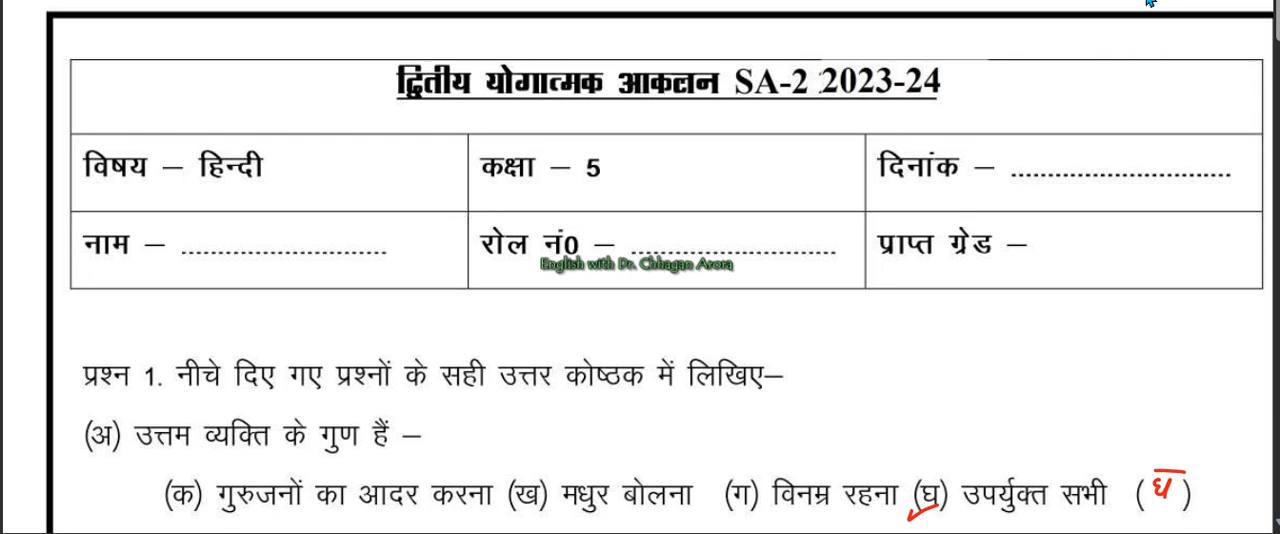 द्वितीय योगात्मक आकलन SA-2 2023-24
विषय – हिन्दी कक्षा – 5 दिनांक – ..............................
नाम – ............................ रोल नं0 – ............................ प्राप्त ग्रेड –
English with Dr. Chhagan Arora
प्रश्न 1. नीचे दिए गए प्रश्नों के सही उत्तर कोष्ठक में लिखिए–
(अ) उत्तम व्यक्ति के गुण हैं –
(क) गुरुजनों का आदर करना (ख) मधुर बोलना (ग) विनम्र रहना (घ) उपर्युक्त सभी ( घ )